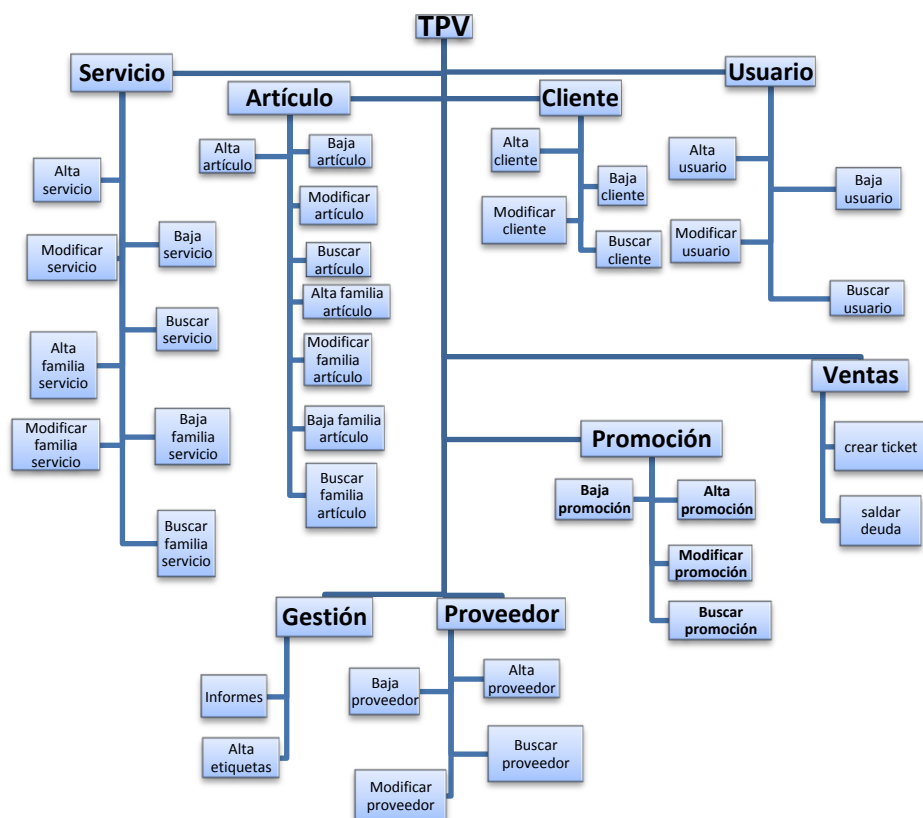 TPV
Servicio
Usuario
Artículo
Cliente
Alta
servicio
Modificar
servicio
Baja
servicio
Buscar
servicio
Alta
familia
servicio
Modificar
familia
servicio
Baja
familia
servicio
Buscar
familia
servicio
Alta
artículo
Baja
artículo
Modificar
artículo
Buscar
artículo
Alta familia
artículo
Modificar
familia
artículo
Baja familia
artículo
Buscar
familia
artículo
Alta
cliente
Baja
cliente
Modificar
cliente
Buscar
cliente
Alta
usuario
Baja
usuario
Modificar
usuario
Buscar
usuario
Ventas
crear ticket
saldar
deuda
Promoción
Baja
promoción
Alta
promoción
Modificar
promoción
Buscar
promoción
Gestión
Informes
Alta
etiquetas
Proveedor
Alta
proveedor
Baja
proveedor
Buscar
proveedor
Modificar
proveedor